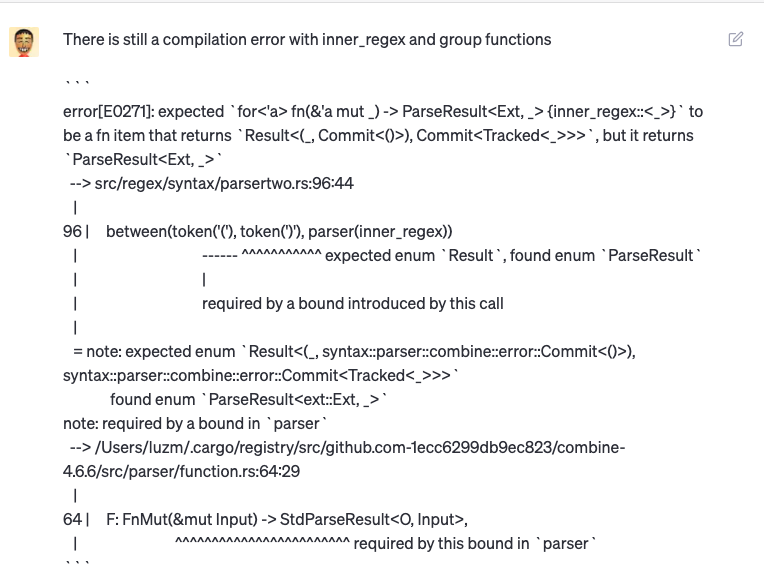 There is still a compilation error with inner_regex and group functions
```
error[E0271]: expected `for<'a> fn(&'a mut _) -> ParseResult<Ext, _> {inner_regex::<_>}` to
be a fn item that returns `Result<(_, Commit<()>), Commit<Tracked<_>>>`, but it returns
`ParseResult<Ext, _>`
--> src/regex/syntax/parsertwo.rs:96:44
|
96 | between(token('('), token(')'), parser(inner_regex))
| ------ ^^^^^^^^^^^ expected enum `Result`, found enum `ParseResult`
| |
| required by a bound introduced by this call
|
= note: expected enum `Result<(_, syntax::parser::combine::error::Commit<()>),
syntax::parser::combine::error::Commit<Tracked<_>>>`
found enum `ParseResult<ext::Ext, _>`
note: required by a bound in `parser`
--> /Users/luzm/.cargo/registry/src/github.com-1ecc6299db9ec823/combine-
4.6.6/src/parser/function.rs:64:29
|
64 | F: FnMut(&mut Input) -> StdParseResult<O, Input>,
| ^^^^^^^^^^^^^^^^^^^^^^^^ required by this bound in `parser`
```